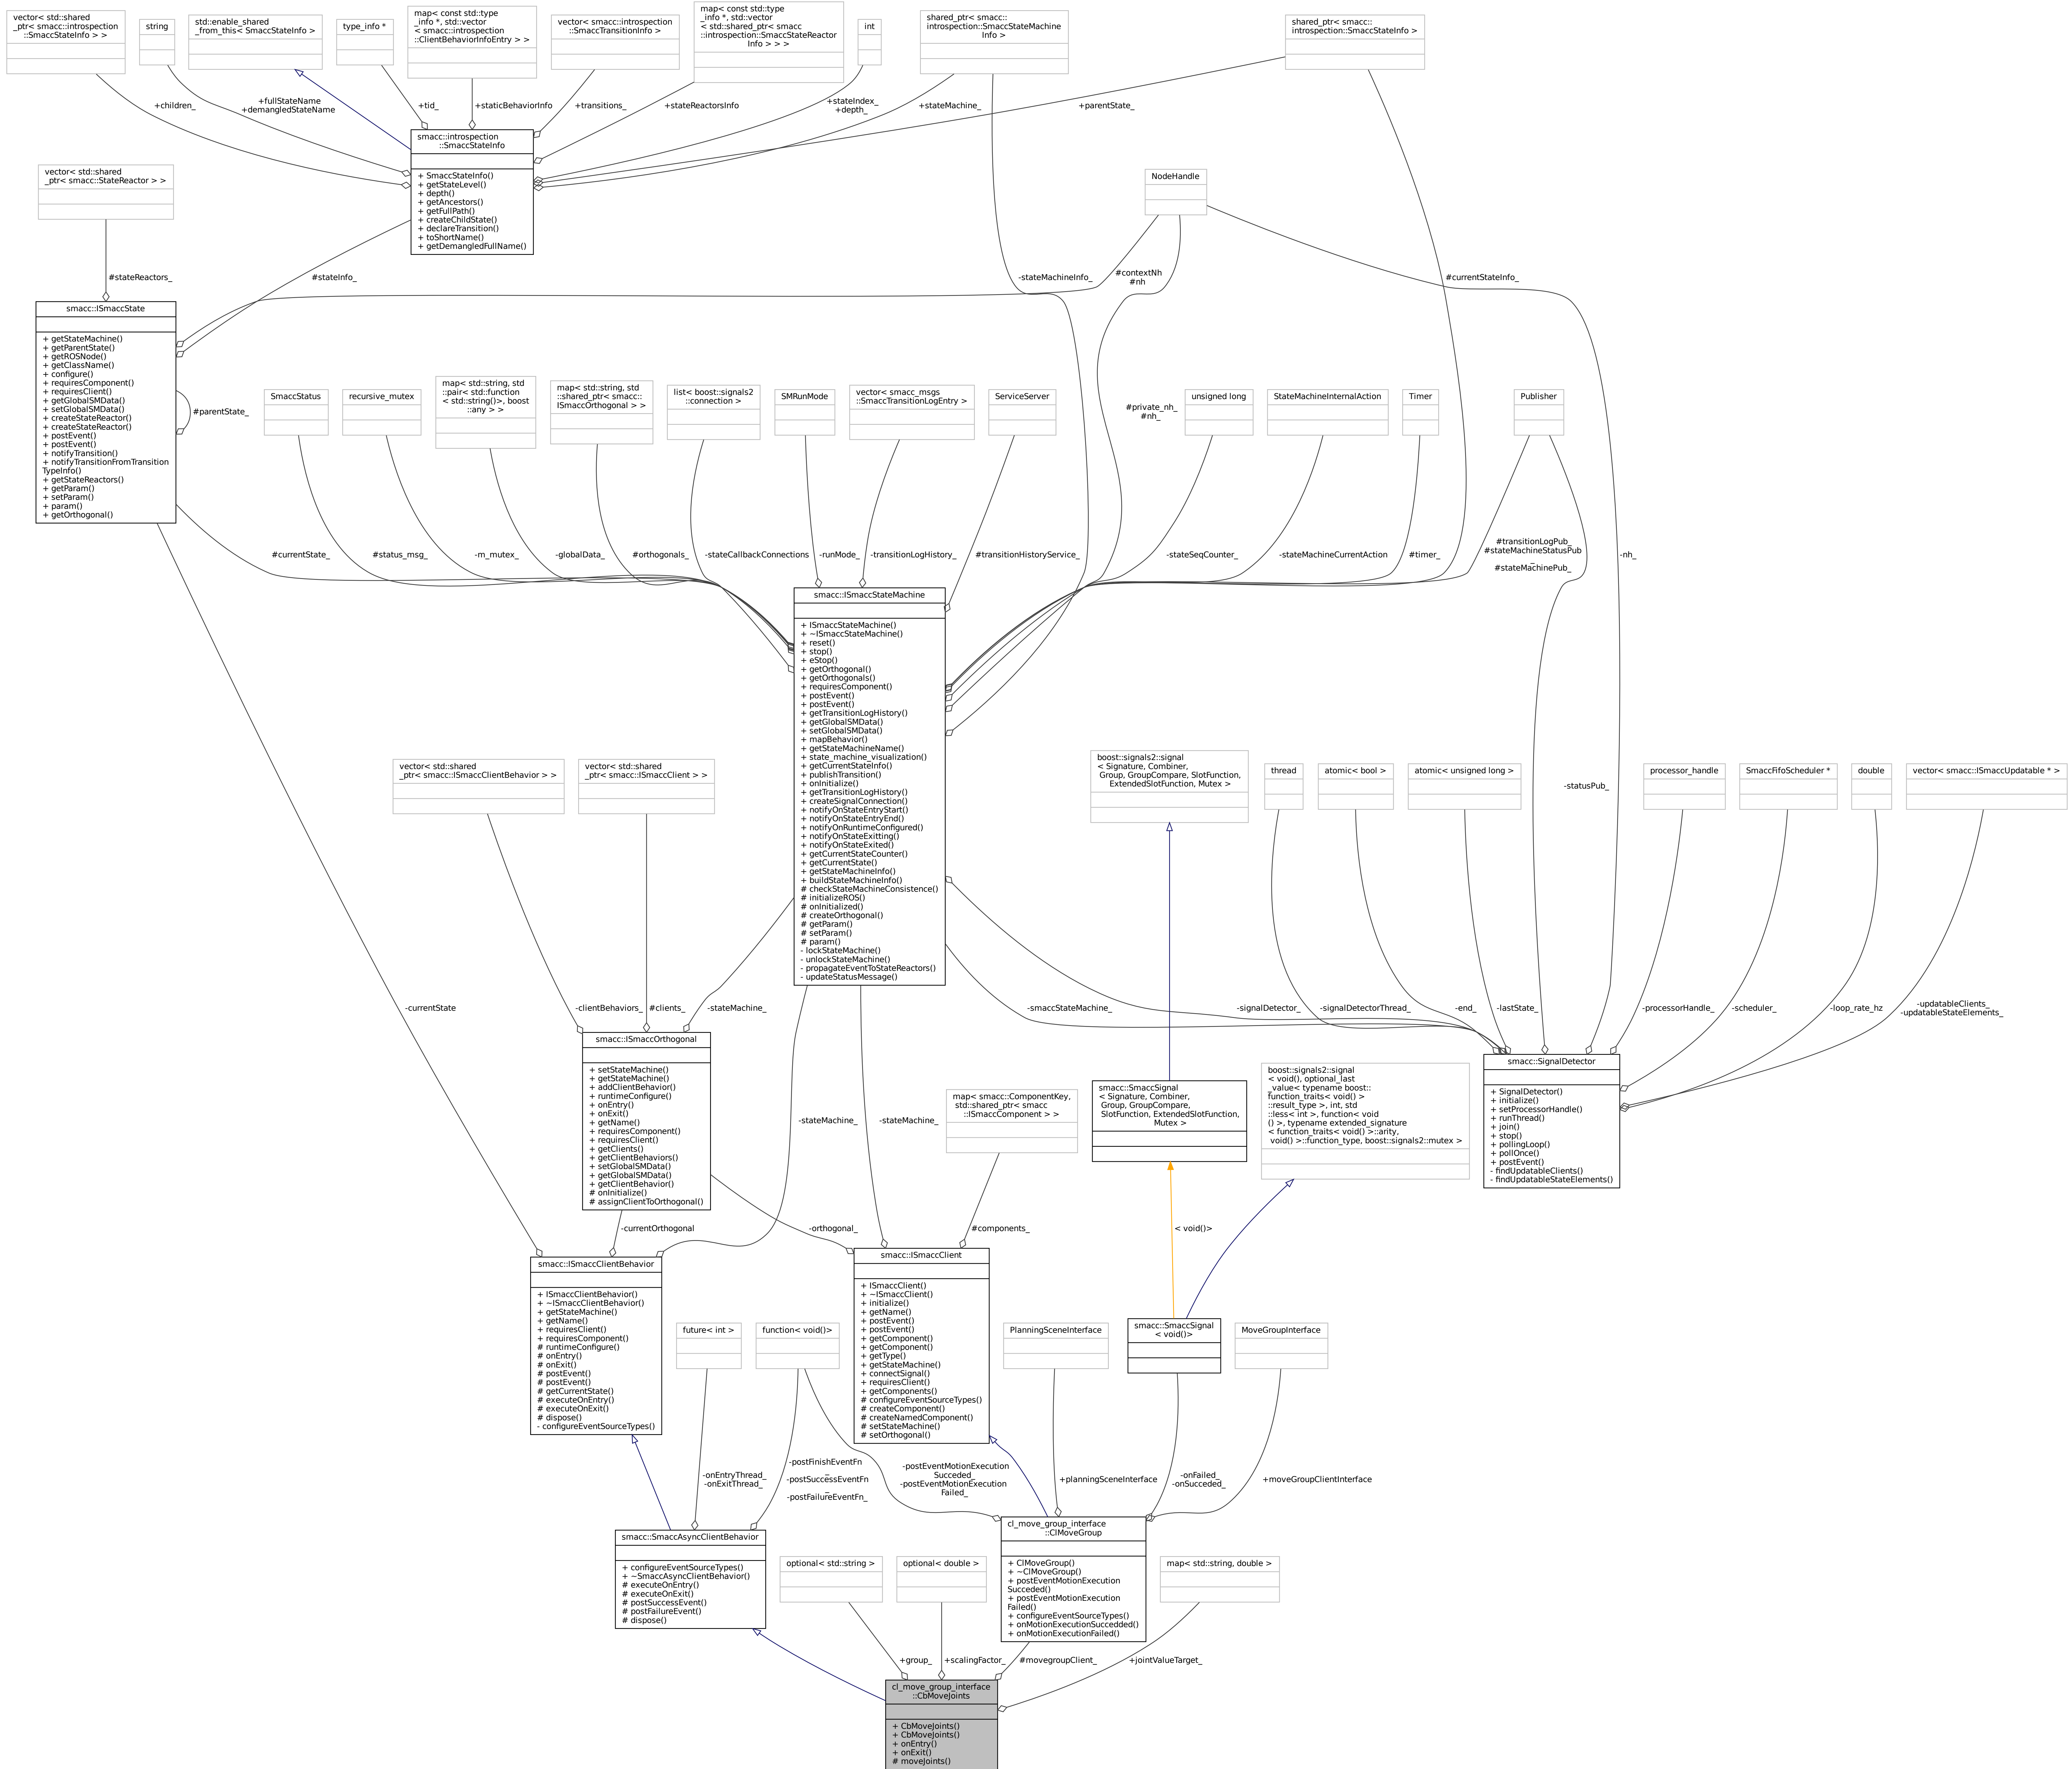 vector< std::shared
_ptr< smacc::introspection
::SmaccStateInfo > >
string
std::enable_shared
_from_this< SmaccStateInfo >
type_info *
map< const std::type
_info *, std::vector
< smacc::introspection
::ClientBehaviorInfoEntry > >
vector< smacc::introspection
::SmaccTransitionInfo >
map< const std::type
_info *, std::vector
< std::shared_ptr< smacc
::introspection::SmaccStateReactor
Info > > >
int
shared_ptr< smacc::
introspection::SmaccStateMachine
Info >
shared_ptr< smacc::
introspection::SmaccStateInfo >
+children_
+fullStateName
+demangledStateName
+tid_
+staticBehaviorInfo
+transitions_
+stateReactorsInfo
+stateIndex_
+depth_
+stateMachine_
+parentState_
smacc::introspection
::SmaccStateInfo
+ SmaccStateInfo()
+ getStateLevel()
+ depth()
+ getAncestors()
+ getFullPath()
+ createChildState()
+ declareTransition()
+ toShortName()
+ getDemangledFullName()
vector< std::shared
_ptr< smacc::StateReactor > >
NodeHandle
#stateReactors_
#stateInfo_
-stateMachineInfo_
#contextNh
#nh
#currentStateInfo_
smacc::ISmaccState
+ getStateMachine()
+ getParentState()
+ getROSNode()
+ getClassName()
+ configure()
+ requiresComponent()
+ requiresClient()
+ getGlobalSMData()
+ setGlobalSMData()
+ createStateReactor()
+ createStateReactor()
+ postEvent()
+ postEvent()
+ notifyTransition()
+ notifyTransitionFromTransition
TypeInfo()
+ getStateReactors()
+ getParam()
+ setParam()
+ param()
+ getOrthogonal()
#parentState_
SmaccStatus
recursive_mutex
map< std::string, std
::pair< std::function
< std::string()>, boost
::any > >
map< std::string, std
::shared_ptr< smacc::
ISmaccOrthogonal > >
list< boost::signals2
::connection >
SMRunMode
vector< smacc_msgs
::SmaccTransitionLogEntry >
ServiceServer
#private_nh_
#nh_
unsigned long
StateMachineInternalAction
Timer
Publisher
#currentState_
#status_msg_
-m_mutex_
-globalData_
#orthogonals_
-stateCallbackConnections
-runMode_
-transitionLogHistory_
#transitionHistoryService_
-stateSeqCounter_
-stateMachineCurrentAction
#timer_
#transitionLogPub_
#stateMachineStatusPub
_
#stateMachinePub_
-nh_
smacc::ISmaccStateMachine
+ ISmaccStateMachine()
+ ~ISmaccStateMachine()
+ reset()
+ stop()
+ eStop()
+ getOrthogonal()
+ getOrthogonals()
+ requiresComponent()
+ postEvent()
+ postEvent()
+ getTransitionLogHistory()
+ getGlobalSMData()
+ setGlobalSMData()
+ mapBehavior()
+ getStateMachineName()
+ state_machine_visualization()
+ getCurrentStateInfo()
+ publishTransition()
+ onInitialize()
+ getTransitionLogHistory()
+ createSignalConnection()
+ notifyOnStateEntryStart()
+ notifyOnStateEntryEnd()
+ notifyOnRuntimeConfigured()
+ notifyOnStateExitting()
+ notifyOnStateExited()
+ getCurrentStateCounter()
+ getCurrentState()
+ getStateMachineInfo()
+ buildStateMachineInfo()
# checkStateMachineConsistence()
# initializeROS()
# onInitialized()
# createOrthogonal()
# getParam()
# setParam()
# param()
- lockStateMachine()
- unlockStateMachine()
- propagateEventToStateReactors()
- updateStatusMessage()
vector< std::shared
_ptr< smacc::ISmaccClientBehavior > >
vector< std::shared
_ptr< smacc::ISmaccClient > >
boost::signals2::signal
< Signature, Combiner,
Group, GroupCompare, SlotFunction,
ExtendedSlotFunction, Mutex >
thread
atomic< bool >
atomic< unsigned long >
-statusPub_
processor_handle
SmaccFifoScheduler *
double
vector< smacc::ISmaccUpdatable * >
-currentState
-clientBehaviors_
#clients_
-stateMachine_
-smaccStateMachine_
-signalDetector_
-signalDetectorThread_
-end_
-lastState_
-processorHandle_
-scheduler_
-loop_rate_hz
-updatableClients_
-updatableStateElements_
smacc::ISmaccOrthogonal
+ setStateMachine()
+ getStateMachine()
+ addClientBehavior()
+ runtimeConfigure()
+ onEntry()
+ onExit()
+ getName()
+ requiresComponent()
+ requiresClient()
+ getClients()
+ getClientBehaviors()
+ setGlobalSMData()
+ getGlobalSMData()
+ getClientBehavior()
# onInitialize()
# assignClientToOrthogonal()
-stateMachine_
-stateMachine_
map< smacc::ComponentKey,
std::shared_ptr< smacc
::ISmaccComponent > >
smacc::SmaccSignal
< Signature, Combiner,
Group, GroupCompare,
SlotFunction, ExtendedSlotFunction,
Mutex >
boost::signals2::signal
< void(), optional_last
_value< typename boost::
function_traits< void() >
::result_type >, int, std
::less< int >, function< void
() >, typename extended_signature
< function_traits< void() >::arity,
void() >::function_type, boost::signals2::mutex >
smacc::SignalDetector
+ SignalDetector()
+ initialize()
+ setProcessorHandle()
+ runThread()
+ join()
+ stop()
+ pollingLoop()
+ pollOnce()
+ postEvent()
- findUpdatableClients()
- findUpdatableStateElements()
-currentOrthogonal
-orthogonal_
#components_
< void()>
smacc::ISmaccClientBehavior
+ ISmaccClientBehavior()
+ ~ISmaccClientBehavior()
+ getStateMachine()
+ getName()
+ requiresClient()
+ requiresComponent()
# runtimeConfigure()
# onEntry()
# onExit()
# postEvent()
# postEvent()
# getCurrentState()
# executeOnEntry()
# executeOnExit()
# dispose()
- configureEventSourceTypes()
smacc::ISmaccClient
+ ISmaccClient()
+ ~ISmaccClient()
+ initialize()
+ getName()
+ postEvent()
+ postEvent()
+ getComponent()
+ getComponent()
+ getType()
+ getStateMachine()
+ connectSignal()
+ requiresClient()
+ getComponents()
# configureEventSourceTypes()
# createComponent()
# createNamedComponent()
# setStateMachine()
# setOrthogonal()
future< int >
function< void()>
PlanningSceneInterface
smacc::SmaccSignal
< void()>
MoveGroupInterface
-onEntryThread_
-onExitThread_
-postFinishEventFn
_
-postSuccessEventFn
_
-postFailureEventFn_
-postEventMotionExecution
Succeded_
-postEventMotionExecution
Failed_
+planningSceneInterface
-onFailed_
-onSucceded_
+moveGroupClientInterface
smacc::SmaccAsyncClientBehavior
+ configureEventSourceTypes()
+ ~SmaccAsyncClientBehavior()
# executeOnEntry()
# executeOnExit()
# postSuccessEvent()
# postFailureEvent()
# dispose()
optional< std::string >
optional< double >
cl_move_group_interface
::ClMoveGroup
+ ClMoveGroup()
+ ~ClMoveGroup()
+ postEventMotionExecution
Succeded()
+ postEventMotionExecution
Failed()
+ configureEventSourceTypes()
+ onMotionExecutionSuccedded()
+ onMotionExecutionFailed()
map< std::string, double >
+group_
+scalingFactor_
#movegroupClient_
+jointValueTarget_
cl_move_group_interface
::CbMoveJoints
+ CbMoveJoints()
+ CbMoveJoints()
+ onEntry()
+ onExit()
# moveJoints()